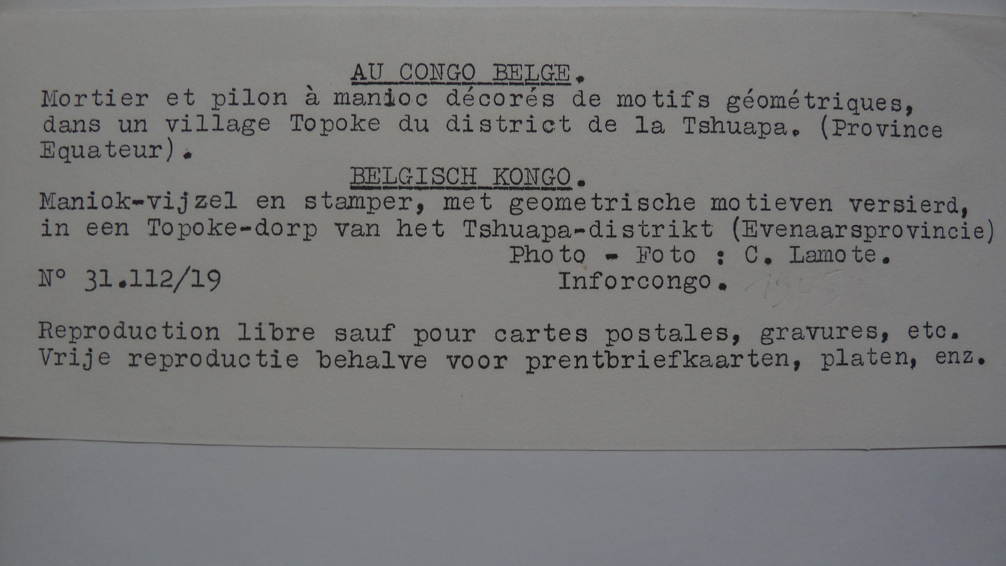 AU CONGO BELGE.
Mortier et pilon à manioc décorés de motifs géométriques,
dans un village Topoke du district de la Tshuapa. (Province
Equateur).
BELGISCH KONGO.
Maniok-vijzel en stamper, met geometrische motieven versierd,
in een Topoke-dorp van het Tshuapa-distrikt (Evenaarsprovincie)
Photo - Foto : C. Lamote.
N° 31.112/19 Inforcongo.
Reproduction libre sauf pour cartes postales, gravures, etc.
Vrije reproductie behalve voor prentbriefkaarten, platen, enz.